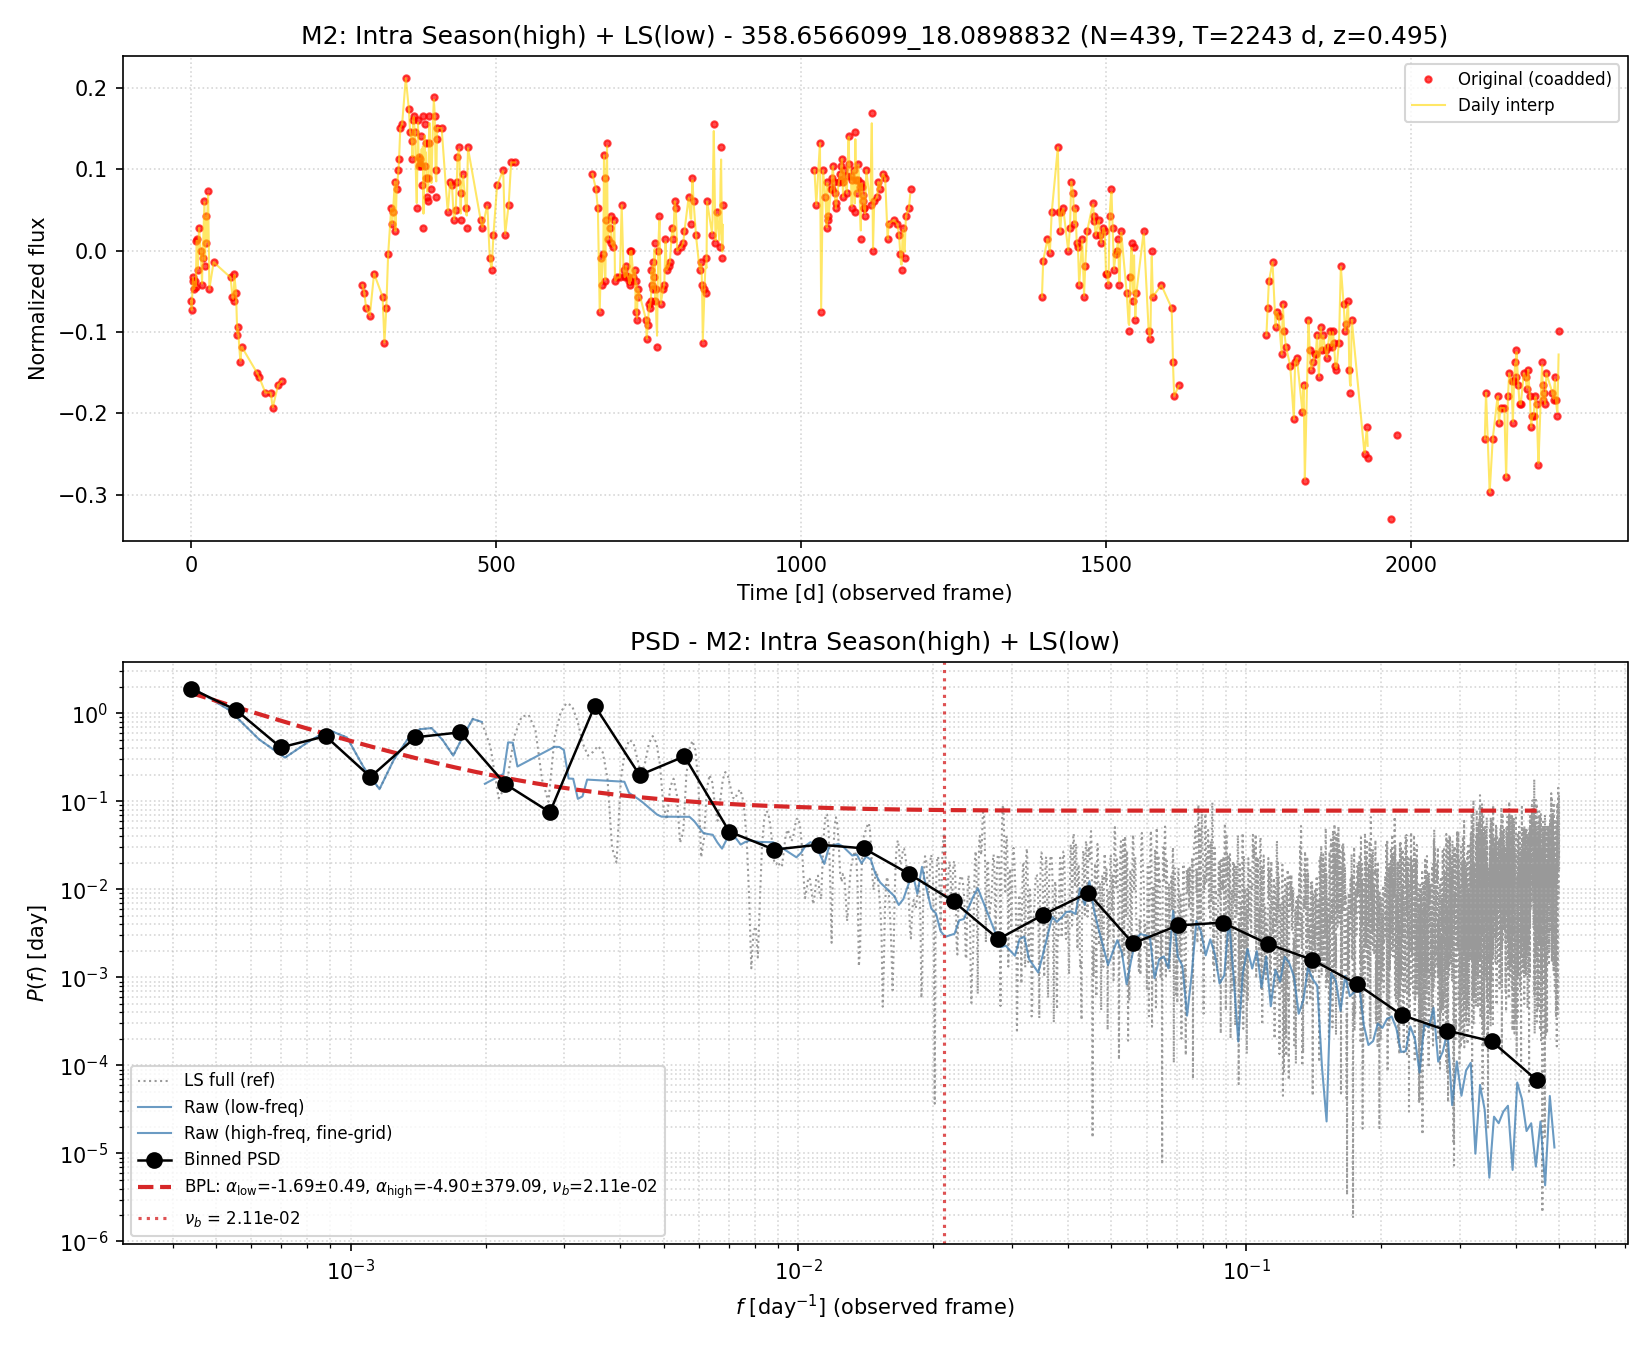 M2: Intra Season(high) + LS(low) - 358.6566099_18.0898832 (N=439, T=2243 d, z=0.495)
Normalized flux
0.2
0.1
0.0
−0.1
−0.2
−0.3
Original (coadded)
Daily interp
0 500 1000 1500 2000
Time [d] (observed frame)
PSD - M2: Intra Season(high) + LS(low)
P(f) [day]
10⁰
10⁻¹
10⁻²
10⁻³
10⁻⁴
10⁻⁵
10⁻⁶
LS full (ref)
Raw (low-freq)
Raw (high-freq, fine-grid)
Binned PSD
BPL: α_low=-1.69±0.49, α_high=-4.90±379.09, ν_b=2.11e-02
ν_b = 2.11e-02
10⁻³ 10⁻² 10⁻¹
f [day⁻¹] (observed frame)